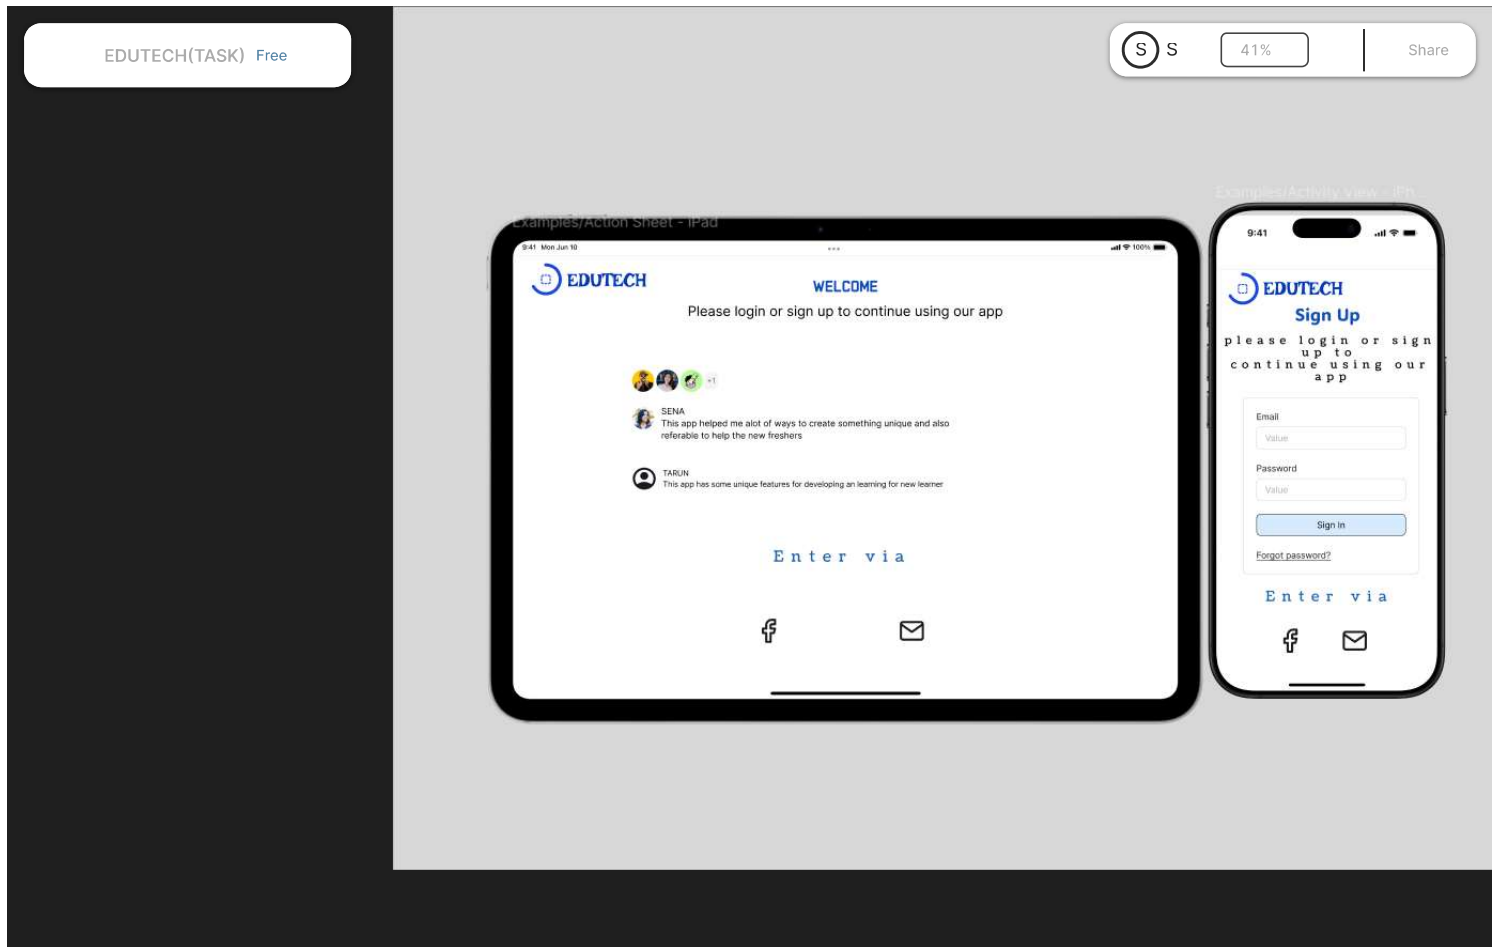 EDUTECH(TASK) Free
S S 41% Share
Examples/Action Sheet - iPad
9:41 Mon Jun 10
100%
EDUTECH
WELCOME
Please login or sign up to continue using our app
+1
SENA
This app helped me alot of ways to create something unique and also
referable to help the new freshers
TARUN
This app has some unique features for developing an learning for new learner
Enter via
Examples/Activity View - iPh...
9:41
EDUTECH
Sign Up
please login or sign
up to
continue using our
app
Email
Value
Password
Value
Sign In
Forgot password?
Enter via